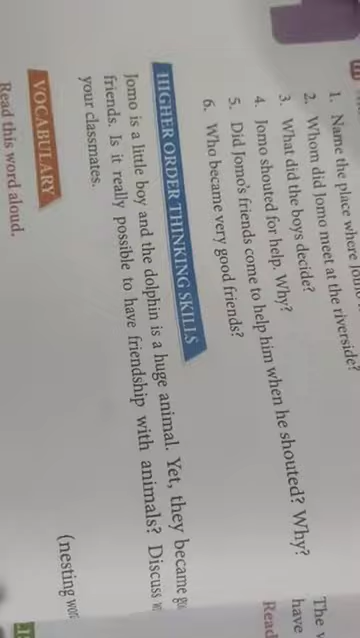 1. Name the place where
2. Whom did Jomo meet at the riverside?
3. What did the boys decide?
4. Jomo shouted for help. Why?
5. Did Jomo's friends come to help him when he shouted? Why?
6. Who became very good friends?
HIGHER ORDER THINKING SKILLS
Jomo is a little boy and the dolphin is a huge animal. Yet, they became
friends. Is it really possible to have friendship with animals? Discuss
your classmates.
VOCABULARY
Read this word aloud.
(nesting
The
have
Read